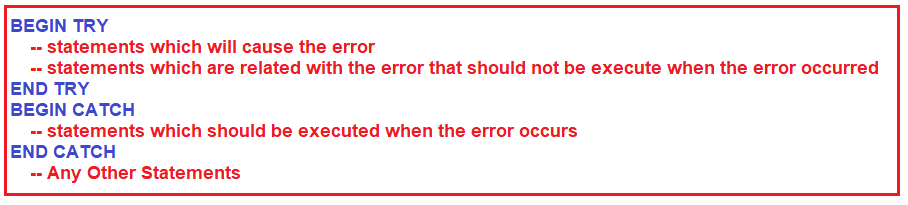 BEGIN TRY
-- statements which will cause the error
-- statements which are related with the error that should not be execute when the error occurred
END TRY
BEGIN CATCH
-- statements which should be executed when the error occurs
END CATCH
-- Any Other Statements